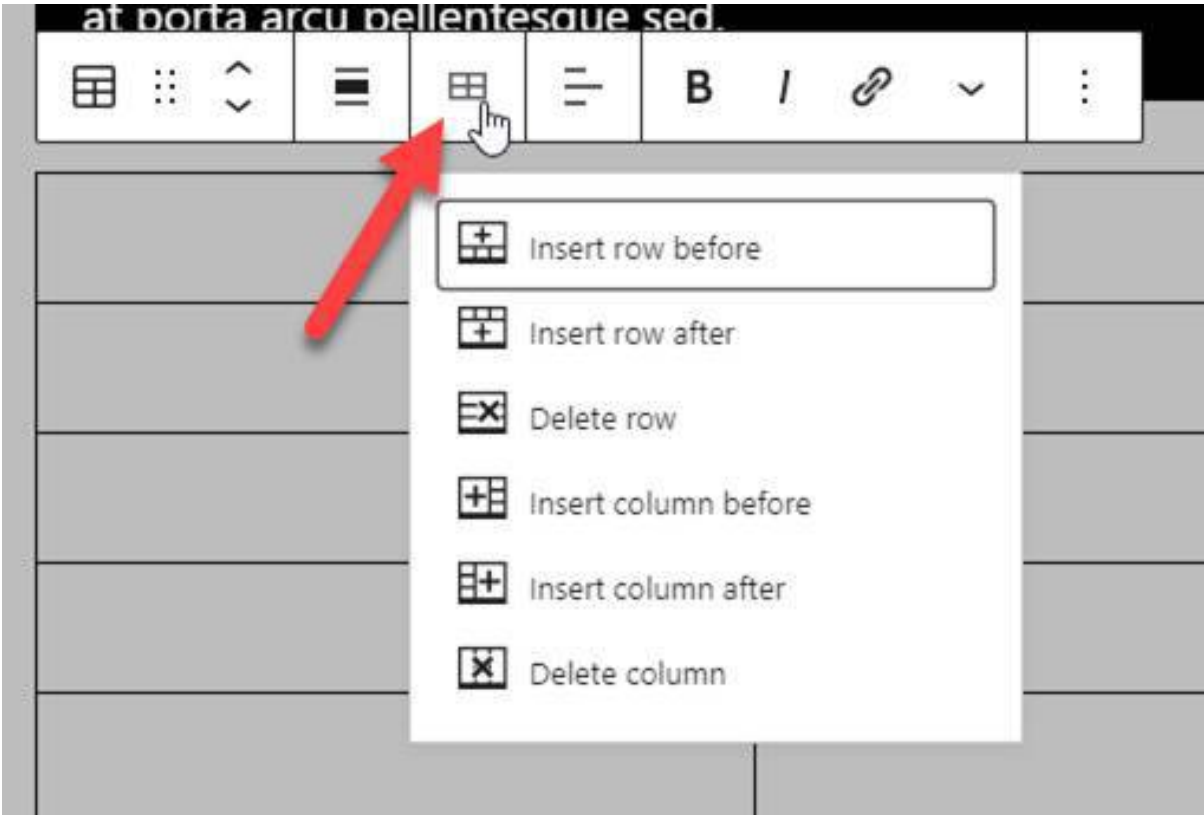 at porta arcu pellentesque sed.
B I
Insert row before
Insert row after
Delete row
Insert column before
Insert column after
Delete column